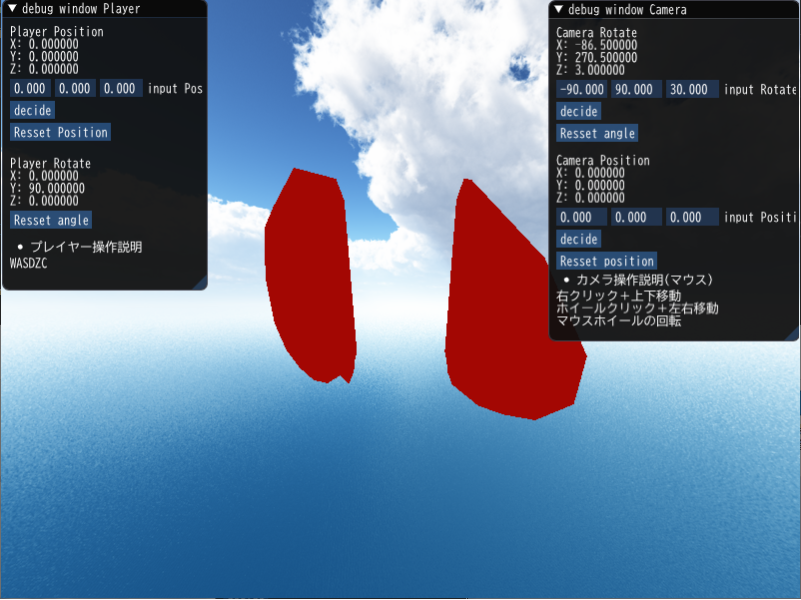 debug window Player
Player Position
X: 0.000000
Y: 0.000000
Z: 0.000000
0.000 0.000 0.000 input Pos
decide
Resset Position
Player Rotate
X: 0.000000
Y: 90.000000
Z: 0.000000
Resset angle
• プレイヤー操作説明
WASDZC
debug window Camera
Camera Rotate
X: -86.500000
Y: 270.500000
Z: 3.000000
-90.000 90.000 30.000 input Rotate
decide
Resset angle
Camera Position
X: 0.000000
Y: 0.000000
Z: 0.000000
0.000 0.000 0.000 input Positi
decide
Resset position
• カメラ操作説明(マウス)
右クリック+上下移動
ホイールクリック+左右移動
マウスホイールの回転